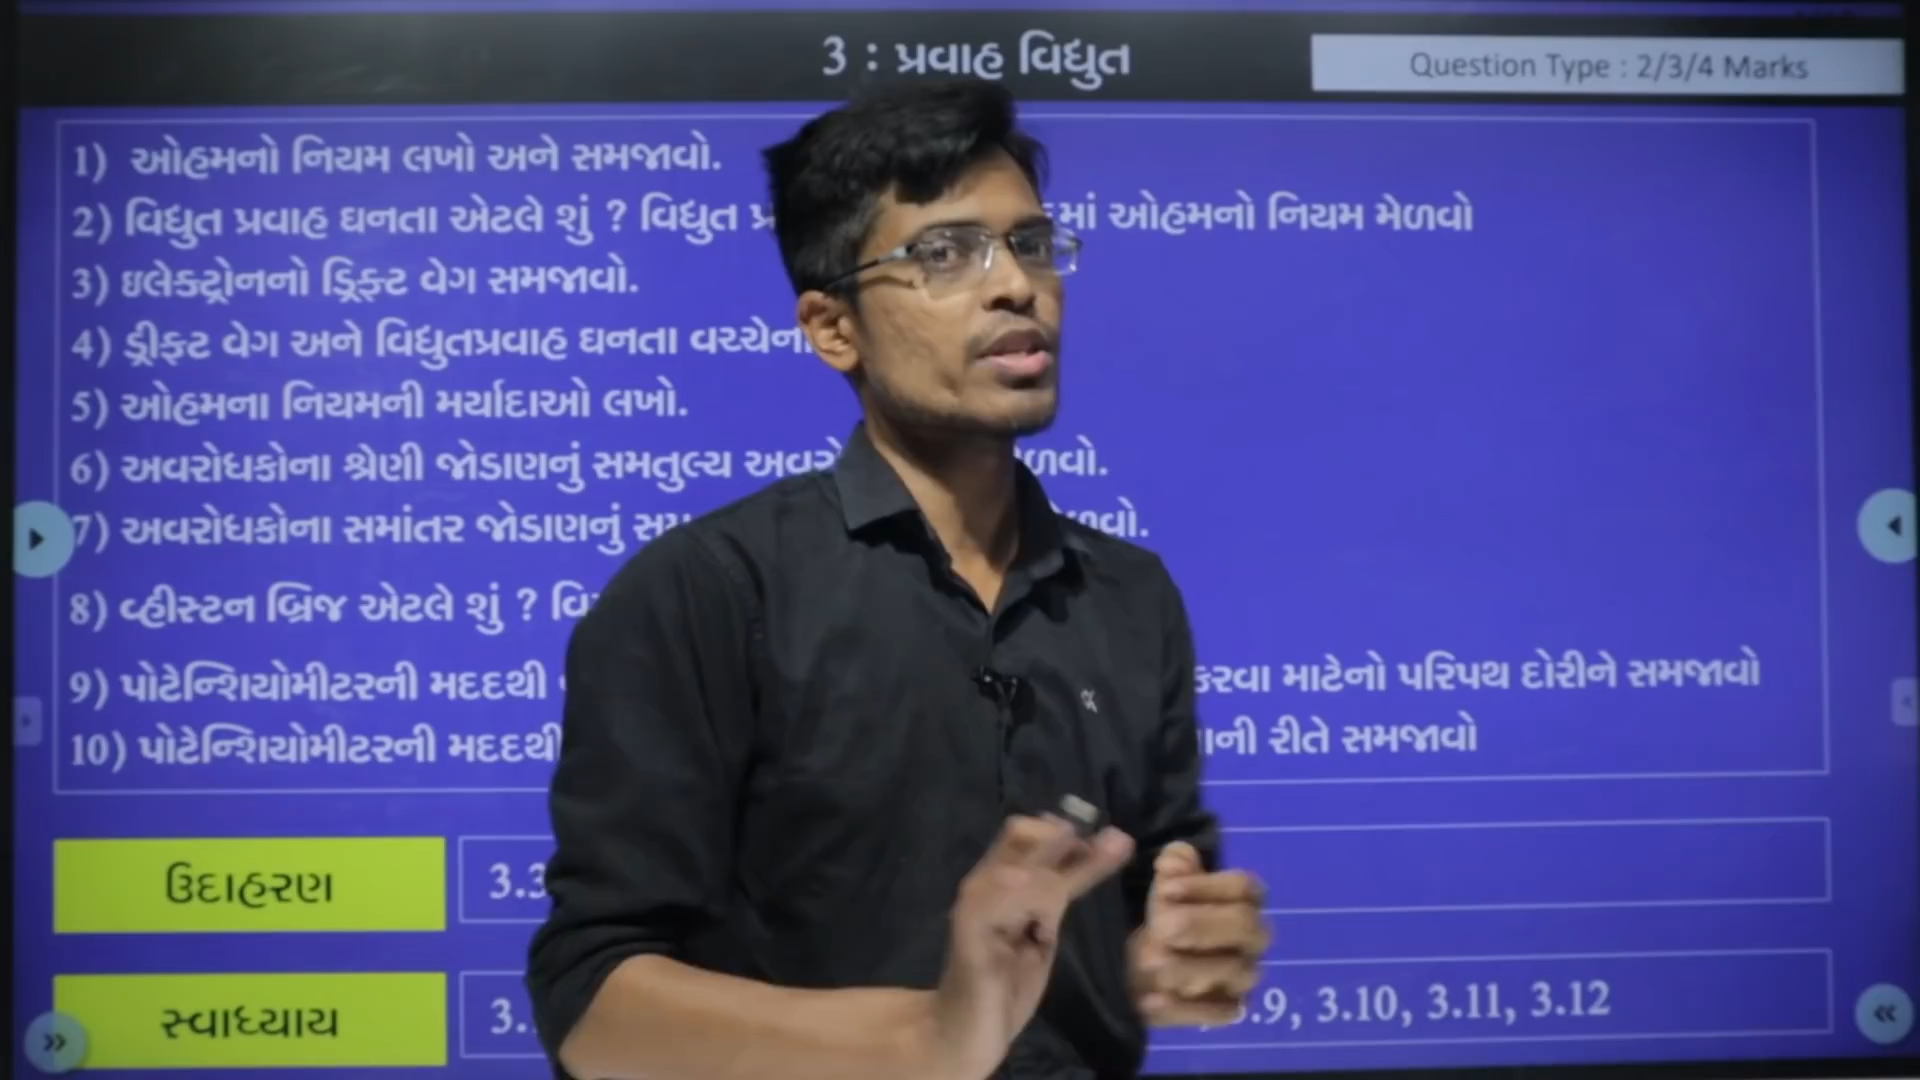 3 : પ્રવાહ વિદ્યુત
Question Type : 2/3/4 Marks
1) ઓહમનો નિયમ લખો અને સમજાવો.
2) વિદ્યુત પ્રવાહ ઘનતા એટલે શું ? વિદ્યુત ઓહમનો નિયમ મેળવો
3) ઇલેક્ટ્રોનનો ડ્રિફ્ટ વેગ સમજાવો.
4) ડ્રીફ્ટ વેગ અને વિદ્યુતપ્રવાહ ઘનતા
5) ઓહમના નિયમની મર્યાદાઓ લખો.
6) અવરોધકોના શ્રેણી જોડાણનું સમતુલ્ય
7) અવરોધકોના સમાંતર જોડાણનું
8) વ્હીસ્ટન બ્રિજ એટલે શું ?
9) પોટેન્શિયોમીટરની મદદથી કરવા માટેનો પરિપથ દોરીને સમજાવો
10) પોટેન્શિયોમીટરની મદદથી રીતે સમજાવો
ઉદાહરણ
સ્વાધ્યાય
3.10, 3.11, 3.12